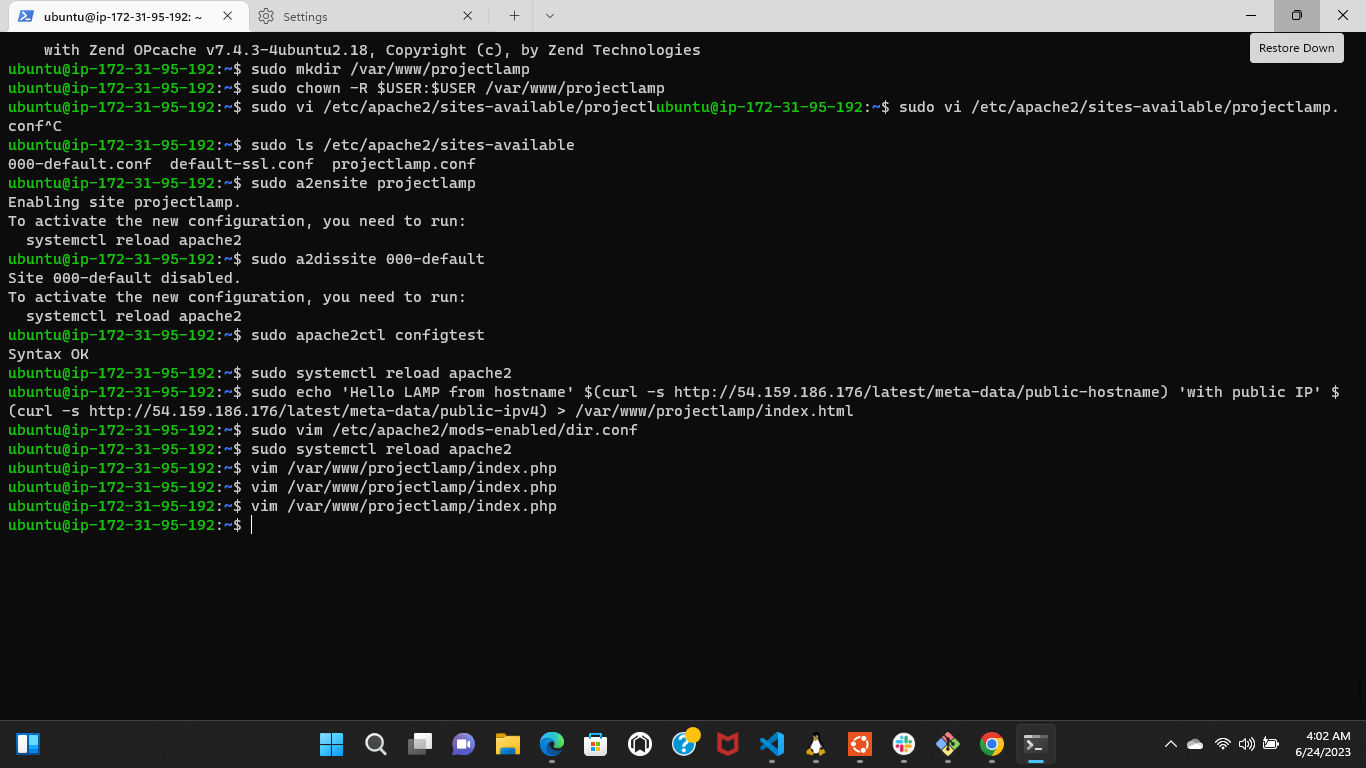 ubuntu@ip-172-31-95-192: ~
Settings
Restore Down
with Zend OPcache v7.4.3-4ubuntu2.18, Copyright (c), by Zend Technologies
ubuntu@ip-172-31-95-192:~$ sudo mkdir /var/www/projectlamp
ubuntu@ip-172-31-95-192:~$ sudo chown -R $USER:$USER /var/www/projectlamp
ubuntu@ip-172-31-95-192:~$ sudo vi /etc/apache2/sites-available/projectlubuntu@ip-172-31-95-192:~$ sudo vi /etc/apache2/sites-available/projectlamp.
conf^C
ubuntu@ip-172-31-95-192:~$ sudo ls /etc/apache2/sites-available
000-default.conf  default-ssl.conf  projectlamp.conf
ubuntu@ip-172-31-95-192:~$ sudo a2ensite projectlamp
Enabling site projectlamp.
To activate the new configuration, you need to run:
  systemctl reload apache2
ubuntu@ip-172-31-95-192:~$ sudo a2dissite 000-default
Site 000-default disabled.
To activate the new configuration, you need to run:
  systemctl reload apache2
ubuntu@ip-172-31-95-192:~$ sudo apache2ctl configtest
Syntax OK
ubuntu@ip-172-31-95-192:~$ sudo systemctl reload apache2
ubuntu@ip-172-31-95-192:~$ sudo echo 'Hello LAMP from hostname' $(curl -s http://54.159.186.176/latest/meta-data/public-hostname) 'with public IP' $
(curl -s http://54.159.186.176/latest/meta-data/public-ipv4) > /var/www/projectlamp/index.html
ubuntu@ip-172-31-95-192:~$ sudo vim /etc/apache2/mods-enabled/dir.conf
ubuntu@ip-172-31-95-192:~$ sudo systemctl reload apache2
ubuntu@ip-172-31-95-192:~$ vim /var/www/projectlamp/index.php
ubuntu@ip-172-31-95-192:~$ vim /var/www/projectlamp/index.php
ubuntu@ip-172-31-95-192:~$ vim /var/www/projectlamp/index.php
ubuntu@ip-172-31-95-192:~$
4:02 AM
6/24/2023